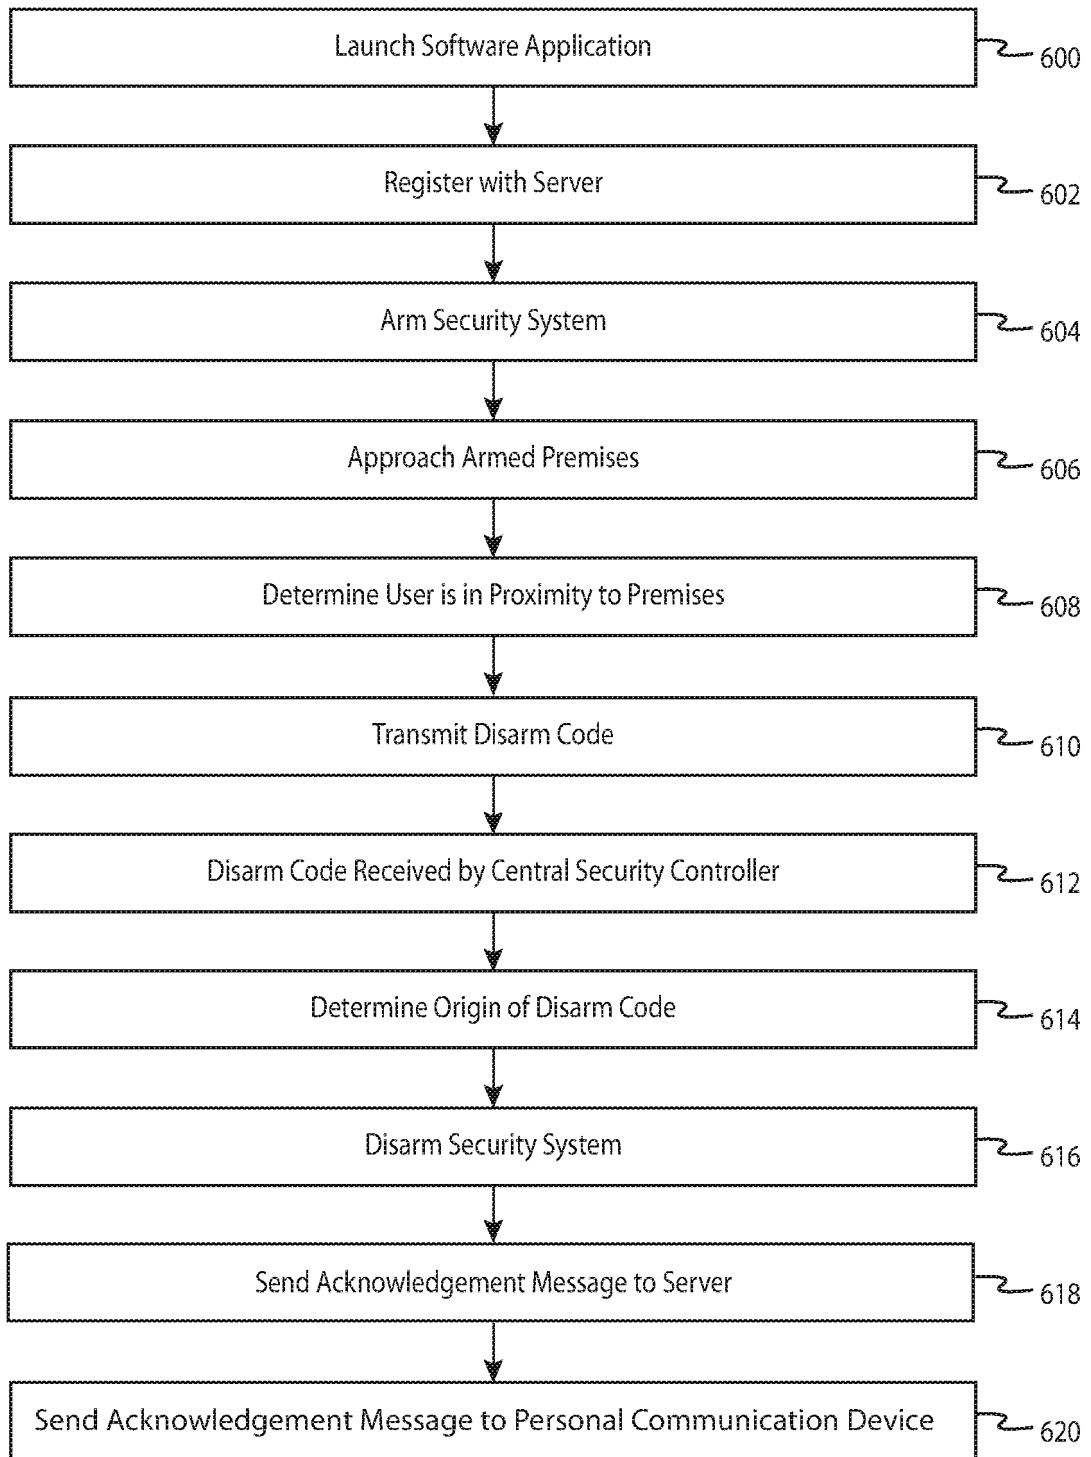 Launch Software Application
600
Register with Server
602
Arm Security System
604
Approach Armed Premises
606
Determine User is in Proximity to Premises
608
Transmit Disarm Code
610
Disarm Code Received by Central Security Controller
612
Determine Origin of Disarm Code
614
Disarm Security System
616
Send Acknowledgement Message to Server
618
Send Acknowledgement Message to Personal Communication Device
620